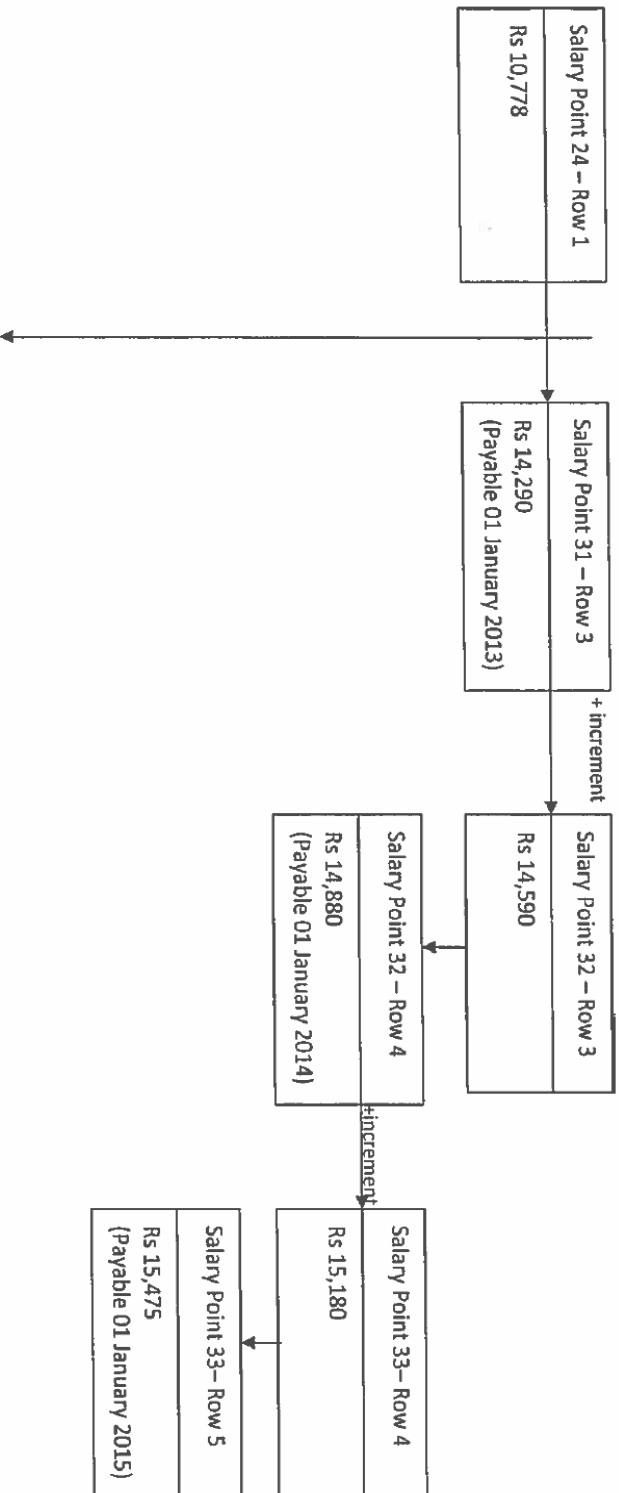 Salary Point 24 – Row 1
Rs 10,778
Salary Point 31 – Row 3
Rs 14,290
(Payable 01 January 2013)
+ increment
Salary Point 32 – Row 3
Rs 14,590
Salary Point 32 – Row 4
Rs 14,880
(Payable 01 January 2014)
+increment
Salary Point 33– Row 4
Rs 15,180
Salary Point 33– Row 5
Rs 15,475
(Payable 01 January 2015)